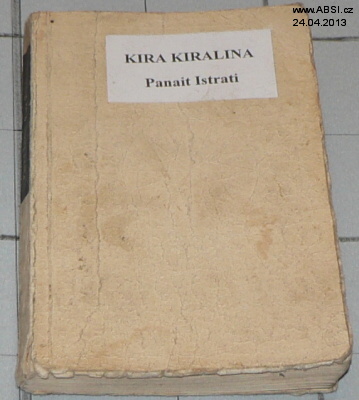 www.ABSI.cz
24.04.2013
KIRA KIRALINA
Panait Istrati